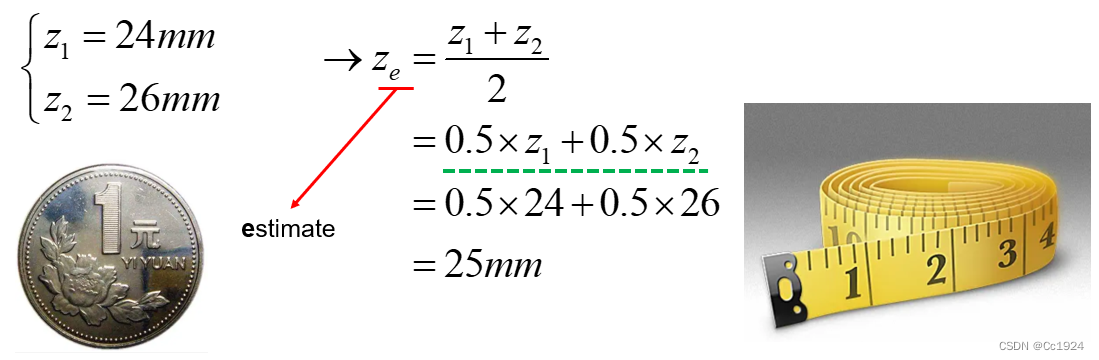 z₁ = 24mm
z₂ = 26mm
→ zₑ = (z₁ + z₂) / 2
= 0.5 × z₁ + 0.5 × z₂
= 0.5 × 24 + 0.5 × 26
= 25mm
estimate
1元
YI YUAN
10 1 2 3 4
CSDN @Cc1924